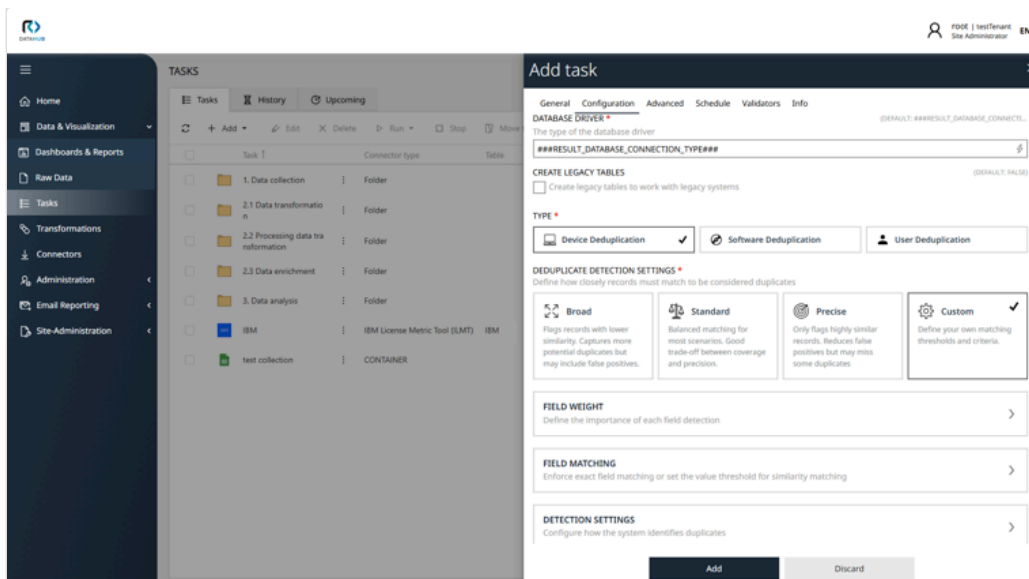 DATAHUB
root | testTenant
Site Administrator
EN
Home
Data & Visualization
Dashboards & Reports
Raw Data
Tasks
Transformations
Connectors
Administration
Email Reporting
Site-Administration
TASKS
Tasks
History
Upcoming
+ Add
Edit
Delete
Run
Stop
Move
Task
Connector type
Table
1. Data collection
Folder
2.1 Data transformatio
n
Folder
2.2 Processing data tra
nsformation
Folder
2.3 Data enrichment
Folder
3. Data analysis
Folder
IBM
IBM License Metric Tool (ILMT)
IBM
test collection
CONTAINER
Add task
General
Configuration
Advanced
Schedule
Validators
Info
DATABASE DRIVER *
(DEFAULT: ###RESULT_DATABASE_CONNECTI...
The type of the database driver
###RESULT_DATABASE_CONNECTION_TYPE###
CREATE LEGACY TABLES
(DEFAULT: FALSE)
Create legacy tables to work with legacy systems
TYPE *
Device Deduplication
Software Deduplication
User Deduplication
DEDUPLICATE DETECTION SETTINGS *
Define how closely records must match to be considered duplicates
Broad
Flags records with lower
similarity. Captures more
potential duplicates but
may include false positives.
Standard
Balanced matching for
most scenarios. Good
trade-off between coverage
and precision.
Precise
Only flags highly similar
records. Reduces false
positives but may miss
some duplicates
Custom
Define your own matching
thresholds and criteria.
FIELD WEIGHT
Define the importance of each field detection
FIELD MATCHING
Enforce exact field matching or set the value threshold for similarity matching
DETECTION SETTINGS
Configure how the system identifies duplicates
Add
Discard